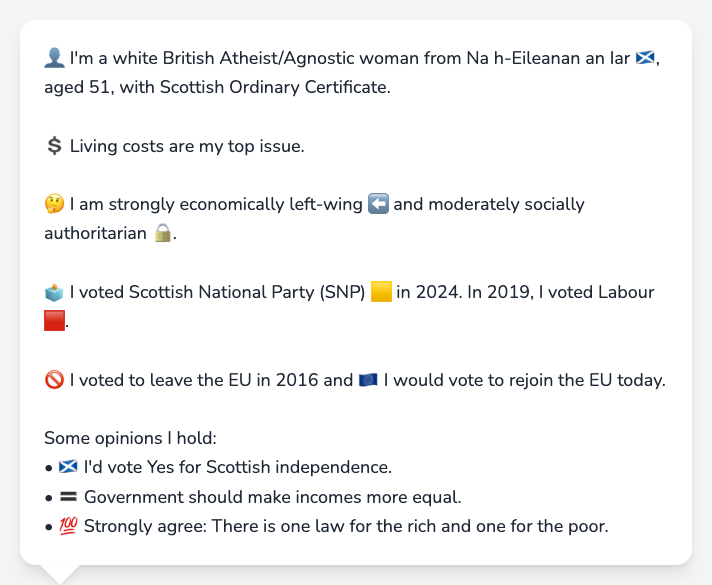 👤 I'm a white British Atheist/Agnostic woman from Na h-Eileanan an Iar 🏴󠁧󠁢󠁳󠁣󠁴󠁿,
aged 51, with Scottish Ordinary Certificate.
💲 Living costs are my top issue.
🤔 I am strongly economically left-wing ⬅️ and moderately socially
authoritarian 🔒.
🗳️ I voted Scottish National Party (SNP) 🟨 in 2024. In 2019, I voted Labour
🟥.
🚫 I voted to leave the EU in 2016 and 🇪🇺 I would vote to rejoin the EU today.
Some opinions I hold:
• 🏴󠁧󠁢󠁳󠁣󠁴󠁿 I'd vote Yes for Scottish independence.
• 🟰 Government should make incomes more equal.
• 💯 Strongly agree: There is one law for the rich and one for the poor.